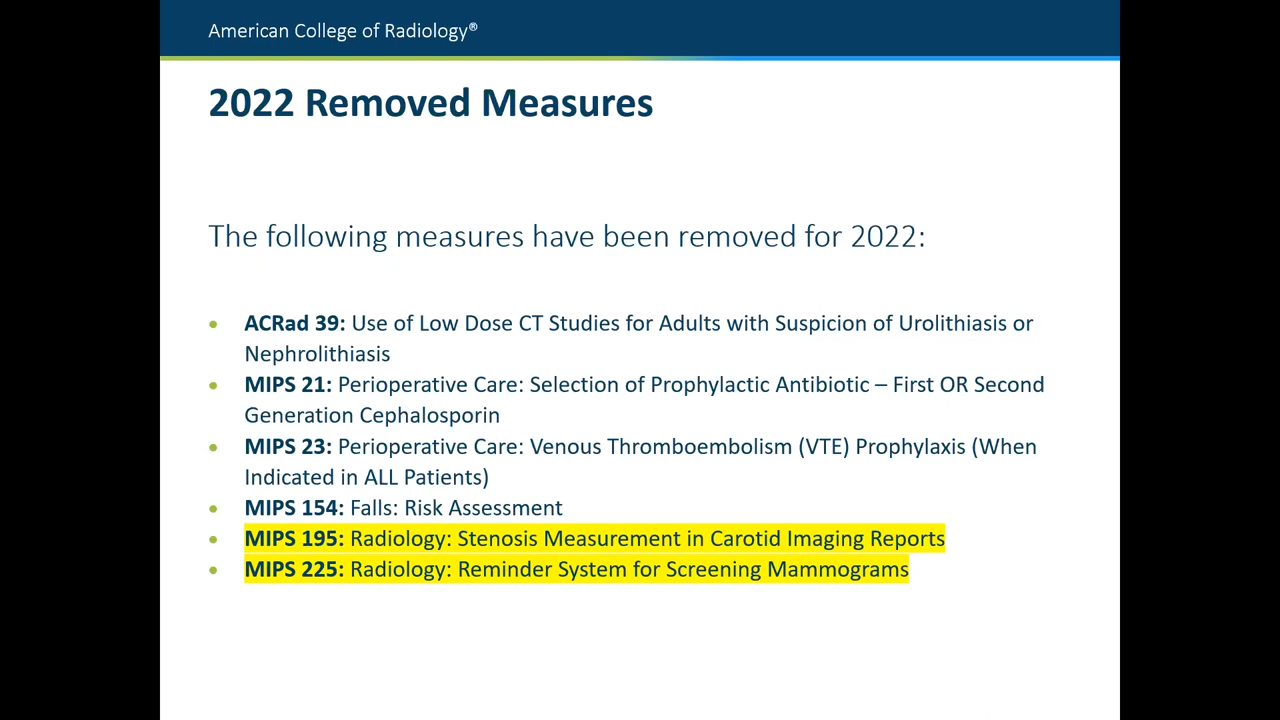 American College of Radiology®
2022 Removed Measures
The following measures have been removed for 2022:
• ACRad 39: Use of Low Dose CT Studies for Adults with Suspicion of Urolithiasis or
Nephrolithiasis
• MIPS 21: Perioperative Care: Selection of Prophylactic Antibiotic – First OR Second
Generation Cephalosporin
• MIPS 23: Perioperative Care: Venous Thromboembolism (VTE) Prophylaxis (When
Indicated in ALL Patients)
• MIPS 154: Falls: Risk Assessment
• MIPS 195: Radiology: Stenosis Measurement in Carotid Imaging Reports
• MIPS 225: Radiology: Reminder System for Screening Mammograms